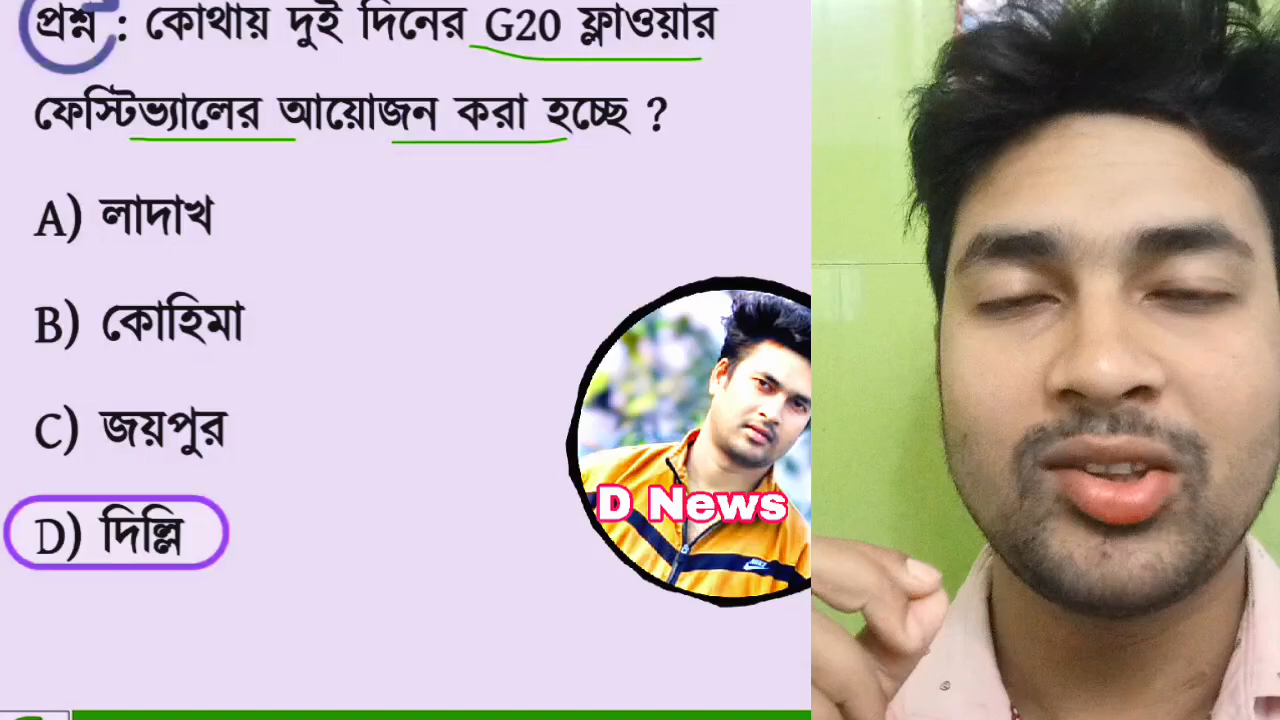 প্রশ্ন : কোথায় দুই দিনের G20 ফ্লাওয়ার
ফেস্টিভ্যালের আয়োজন করা হচ্ছে ?
A) লাদাখ
B) কোহিমা
C) জয়পুর
D) দিল্লি
D News